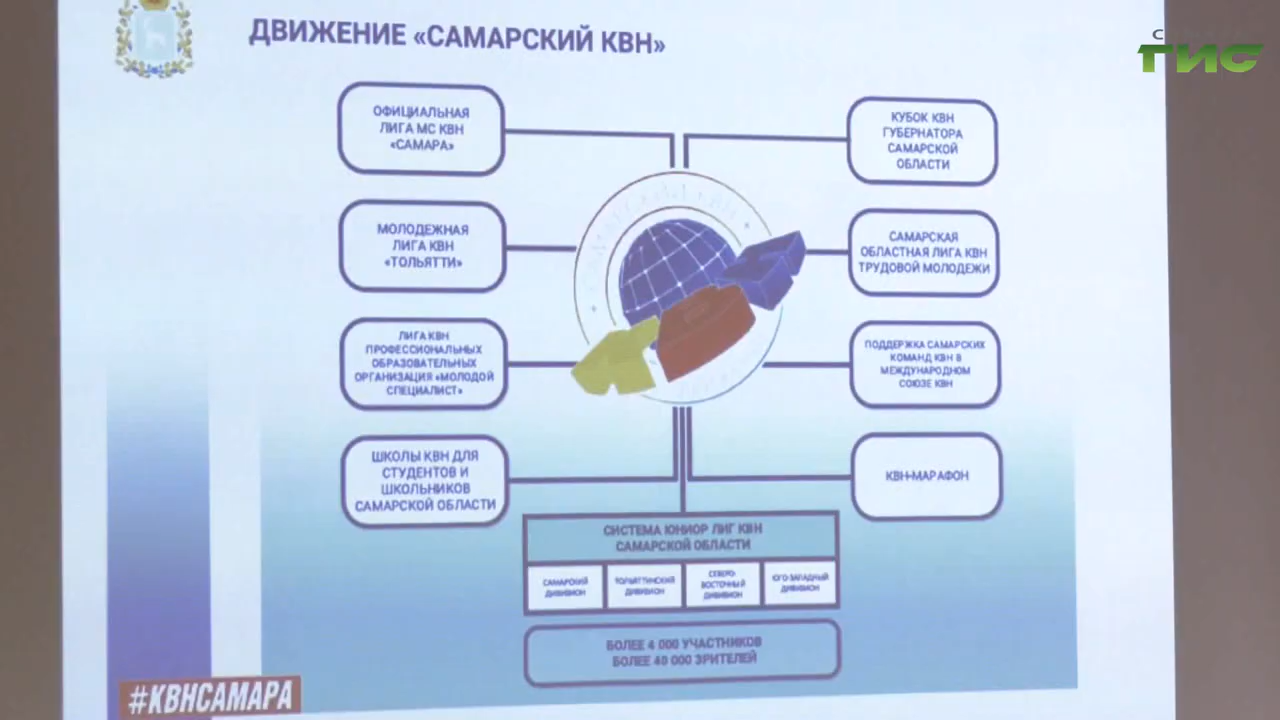 ДВИЖЕНИЕ «САМАРСКИЙ КВН»
ГИС
ОФИЦИАЛЬНАЯ
ЛИГА МС КВН
«САМАРА»
КУБОК КВН
ГУБЕРНАТОРА
САМАРСКОЙ
ОБЛАСТИ
МОЛОДЕЖНАЯ
ЛИГА КВН
«ТОЛЬЯТТИ»
САМАРСКАЯ
ОБЛАСТНАЯ ЛИГА КВН
ТРУДОВОЙ МОЛОДЕЖИ
ЛИГА КВН
ПРОФЕССИОНАЛЬНЫХ
ОБРАЗОВАТЕЛЬНЫХ
ОРГАНИЗАЦИЯ «МОЛОДОЙ
СПЕЦИАЛИСТ»
ПОДДЕРЖКА САМАРСКИХ
КОМАНД КВН В
МЕЖДУНАРОДНОМ
СОЮЗЕ КВН
ШКОЛЫ КВН ДЛЯ
СТУДЕНТОВ И
ШКОЛЬНИКОВ
САМАРСКОЙ ОБЛАСТИ
КВН-МАРАФОН
САМАРСКИЙ КВН
СИСТЕМА ЮНИОР ЛИГ КВН
САМАРСКОЙ ОБЛАСТИ
САМАРСКИЙ
ДИВИЗИОН
ТОЛЬЯТТИНСКИЙ
ДИВИЗИОН
СЕВЕРО-
ВОСТОЧНЫЙ
ДИВИЗИОН
ЮГО-ЗАПАДНЫЙ
ДИВИЗИОН
БОЛЕЕ 4 000 УЧАСТНИКОВ
БОЛЕЕ 40 000 ЗРИТЕЛЕЙ
#КВНСАМАРА